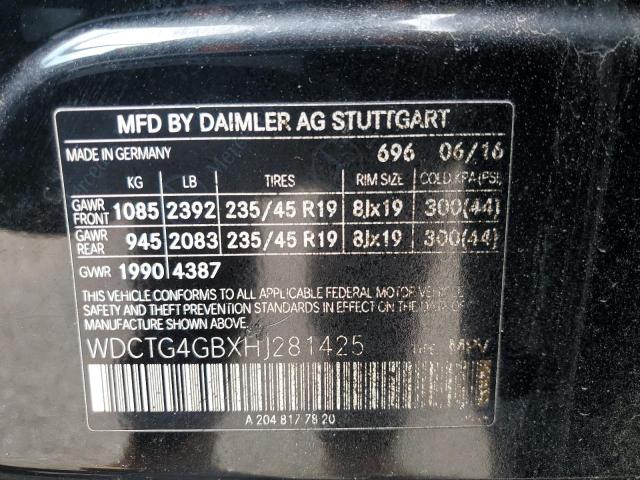 MFD BY DAIMLER AG STUTTGART
MADE IN GERMANY 696 06/16
KG LB TIRES RIM SIZE COLD KPA (PSI)
GAWR FRONT 1085 2392 235/45 R19 8Jx19 300(44)
GAWR REAR 945 2083 235/45 R19 8Jx19 300(44)
GVWR 1990 4387
THIS VEHICLE CONFORMS TO ALL APPLICABLE FEDERAL MOTOR VEHICLE
SAFETY AND THEFT PREVENTION STANDARDS IN EFFECT ON THE DATE OF
MANUFACTURE SHOWN ABOVE.
WDCTG4GBXHJ281425 MPV
A 204 817 78 20